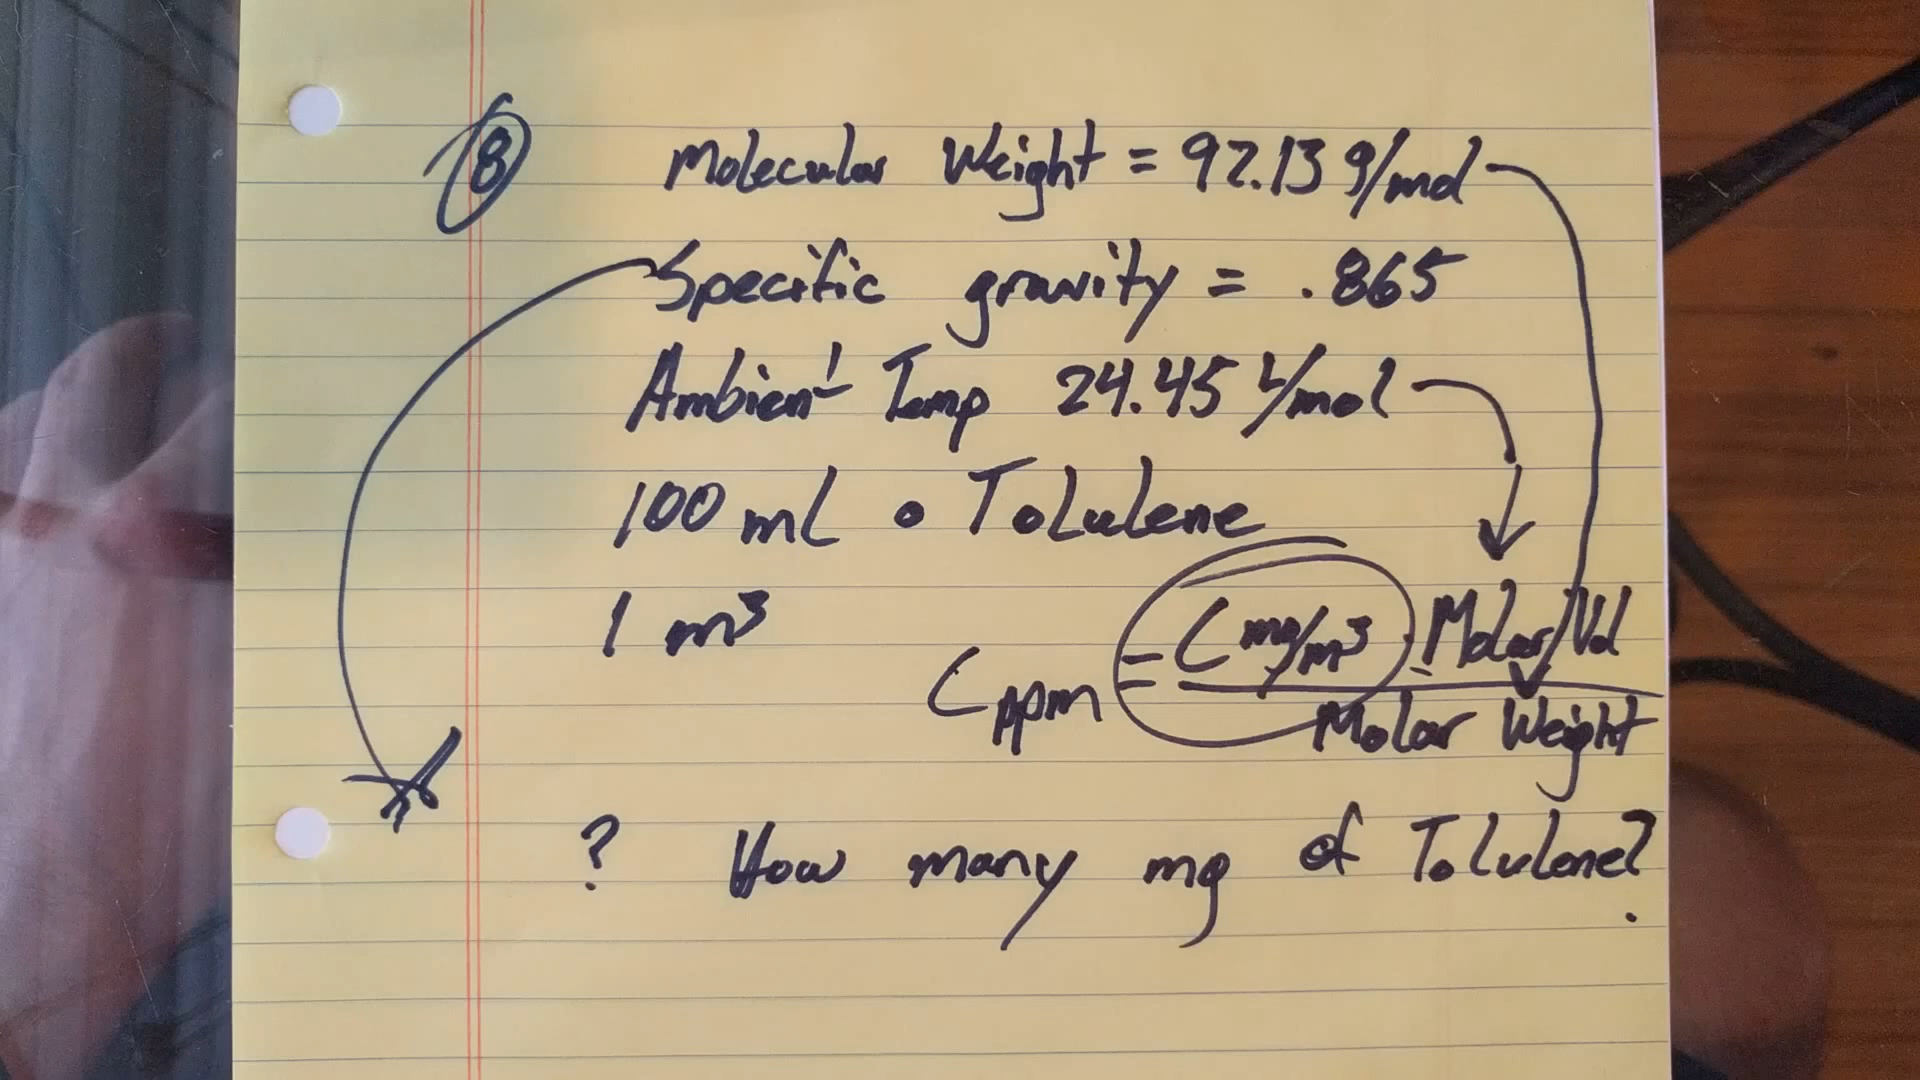 8 Molecular Weight = 92.13 g/mol
Specific gravity = .865
Ambient Temp 24.45 L/mol
100 mL • Tolulene
1 m³
C ppm = C mg/m³ · Molar/Vol
Molar Weight
? How many mg of Tolulene?